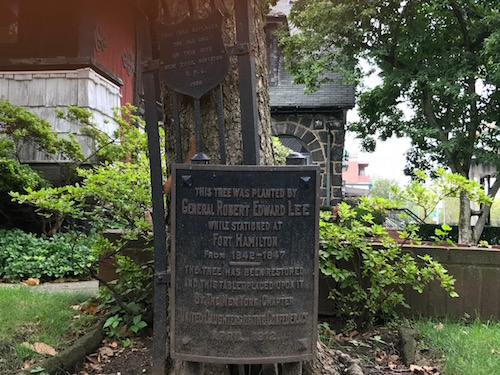 THIS TREE WAS PLANTED BY
GENERAL ROBERT EDWARD LEE
WHILE STATIONED AT
FORT HAMILTON
FROM 1842-1847
THE TREE HAS BEEN RESTORED
AND THIS TABLET PLACED UPON IT
BY THE NEW YORK CHAPTER
UNITED DAUGHTERS OF THE CONFEDERACY
APRIL 1912